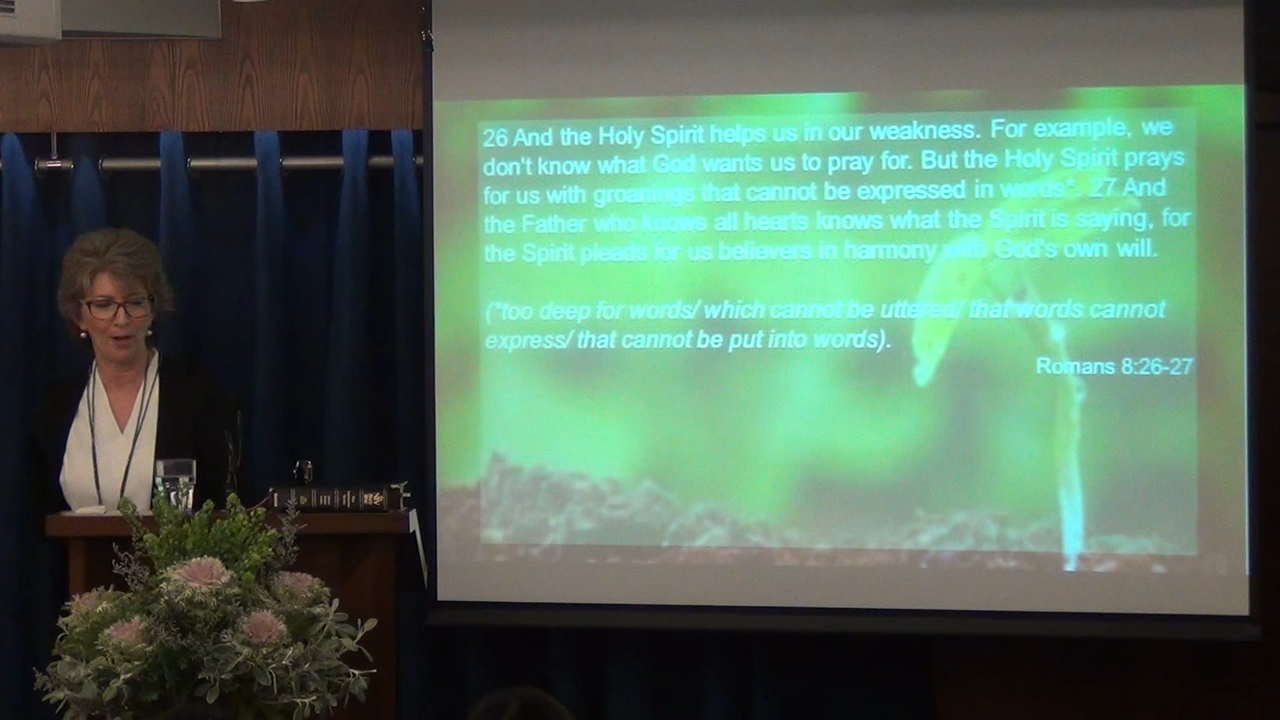 26 And the Holy Spirit helps us in our weakness. For example, we
don't know what God wants us to pray for. But the Holy Spirit prays
for us with groanings that cannot be expressed in words*. 27 And
the Father who knows all hearts knows what the Spirit is saying, for
the Spirit pleads for us believers in harmony with God's own will.
(*too deep for words/ which cannot be uttered/ that words cannot
express/ that cannot be put into words).
Romans 8:26-27